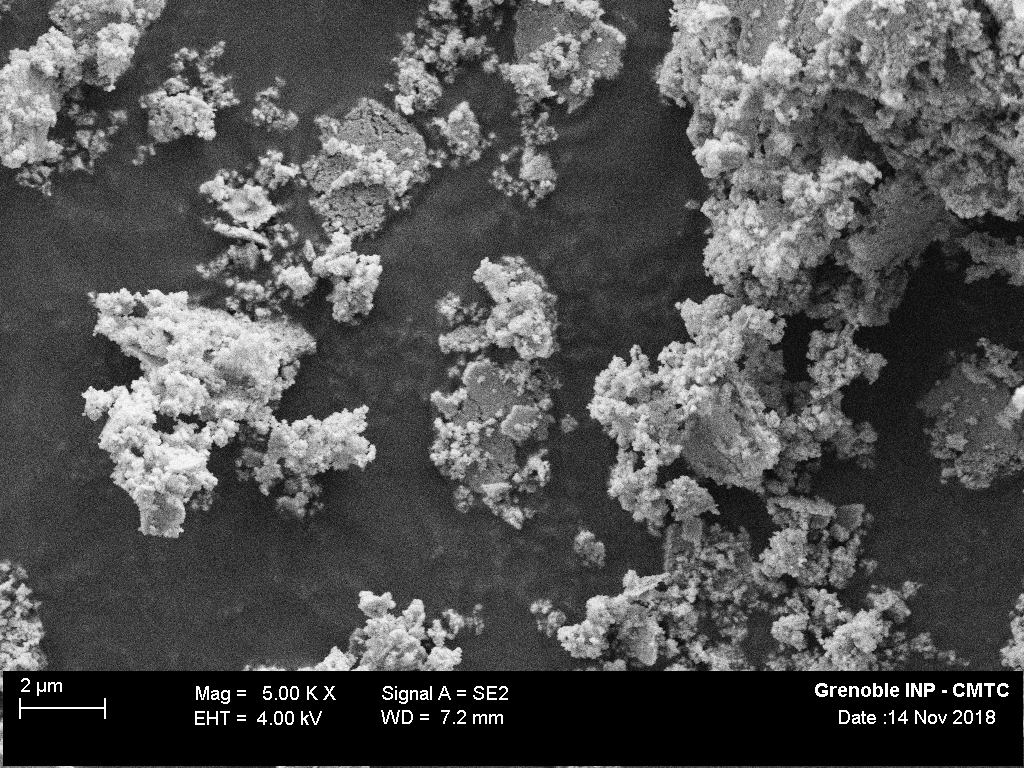 2 µm
Mag = 5.00 K X Signal A = SE2 Grenoble INP - CMTC
EHT = 4.00 kV WD = 7.2 mm Date :14 Nov 2018